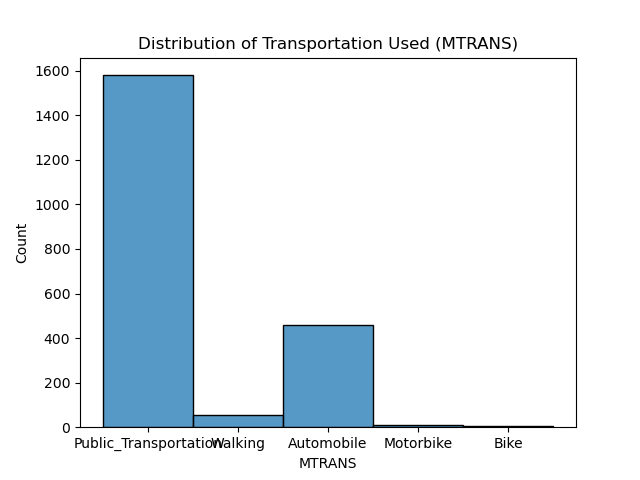 Distribution of Transportation Used (MTRANS)
1600
1400
1200
1000
800
600
400
200
0
Count
Public_Transportation Walking Automobile Motorbike Bike
MTRANS